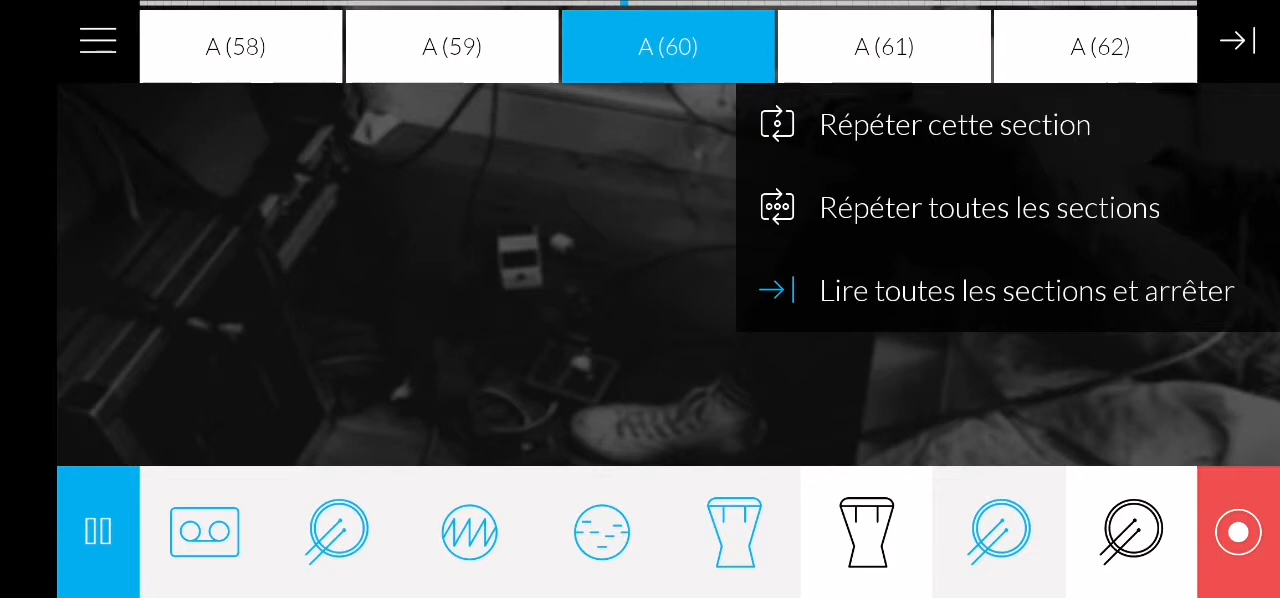 A (58) A (59) A (60) A (61) A (62)
Répéter cette section
Répéter toutes les sections
Lire toutes les sections et arrêter